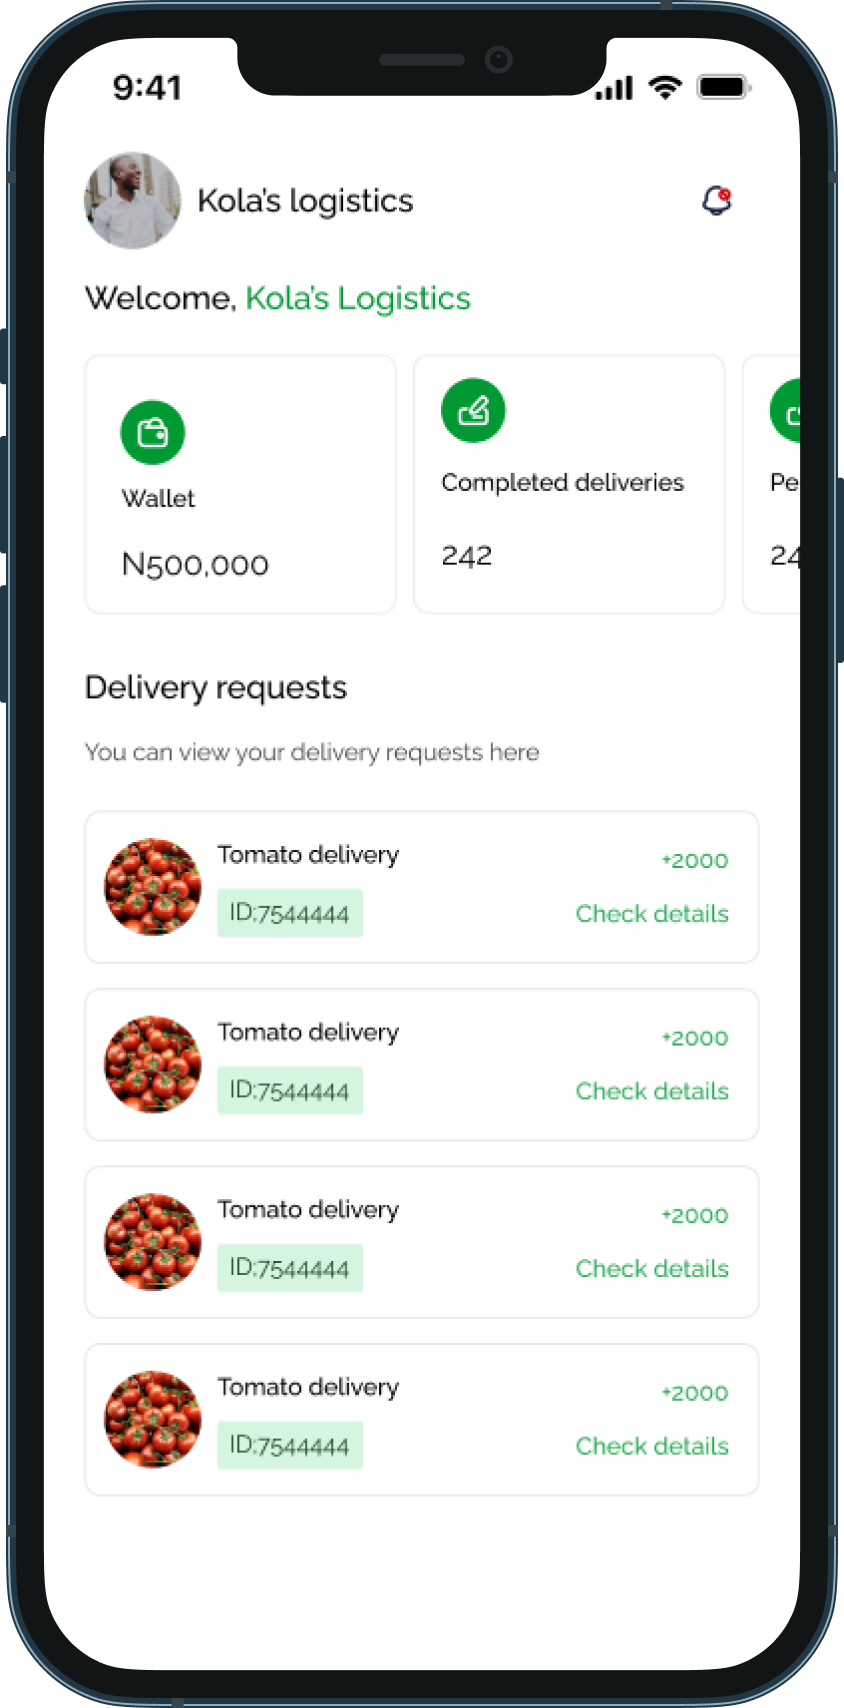 9:41
Kola's logistics
Welcome, Kola's Logistics
Wallet
N500,000
Completed deliveries
242
Pe
24
Delivery requests
You can view your delivery requests here
Tomato delivery
+2000
ID:7544444
Check details
Tomato delivery
+2000
ID:7544444
Check details
Tomato delivery
+2000
ID:7544444
Check details
Tomato delivery
+2000
ID:7544444
Check details